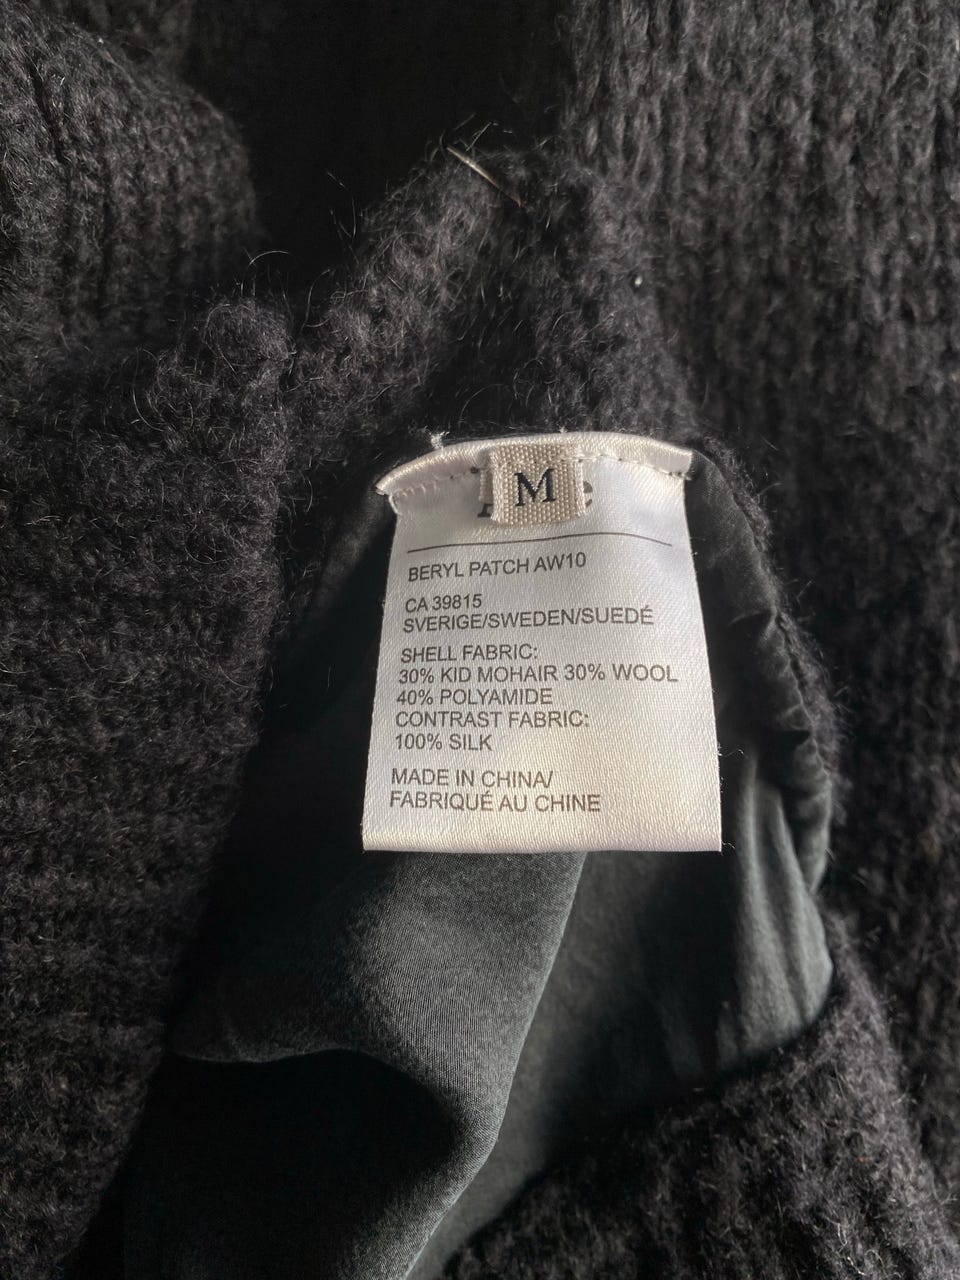 M
BERYL PATCH AW10
CA 39815
SVERIGE/SWEDEN/SUEDÉ
SHELL FABRIC:
30% KID MOHAIR 30% WOOL
40% POLYAMIDE
CONTRAST FABRIC:
100% SILK
MADE IN CHINA/
FABRIQUÉ AU CHINE